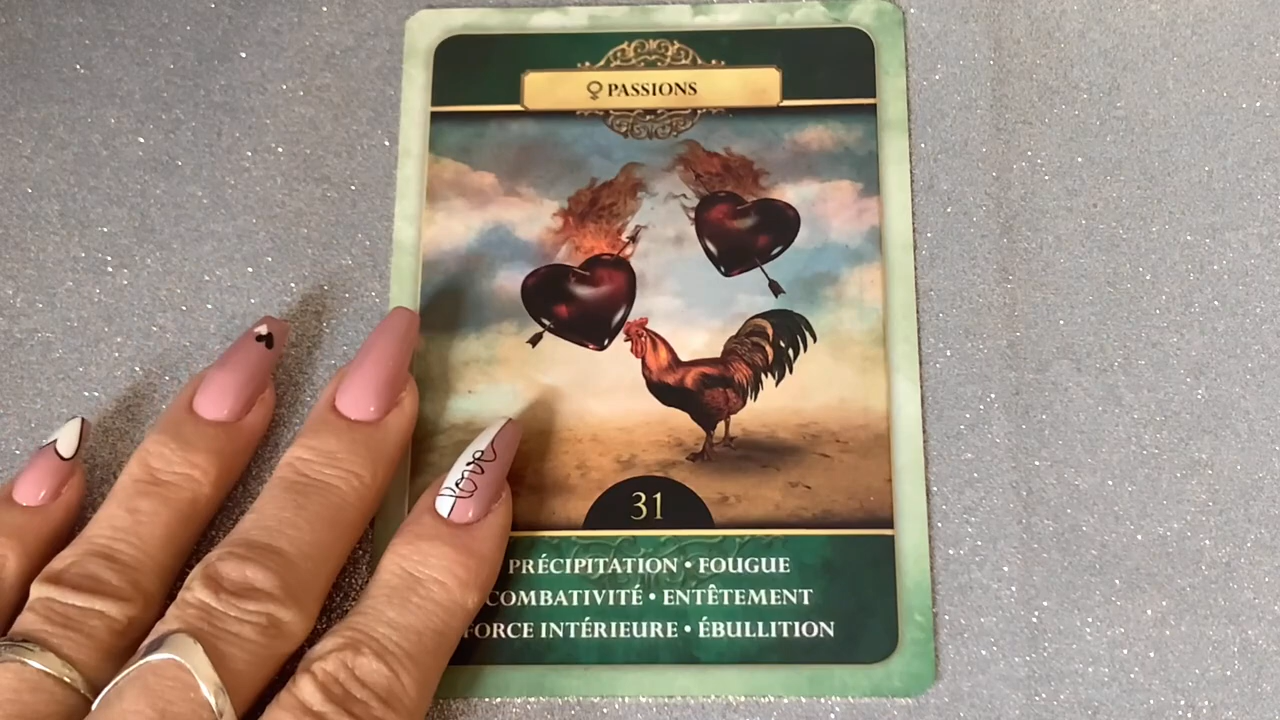 ♀ PASSIONS
love
31
PRÉCIPITATION • FOUGUE
COMBATIVITÉ • ENTÊTEMENT
FORCE INTÉRIEURE • ÉBULLITION